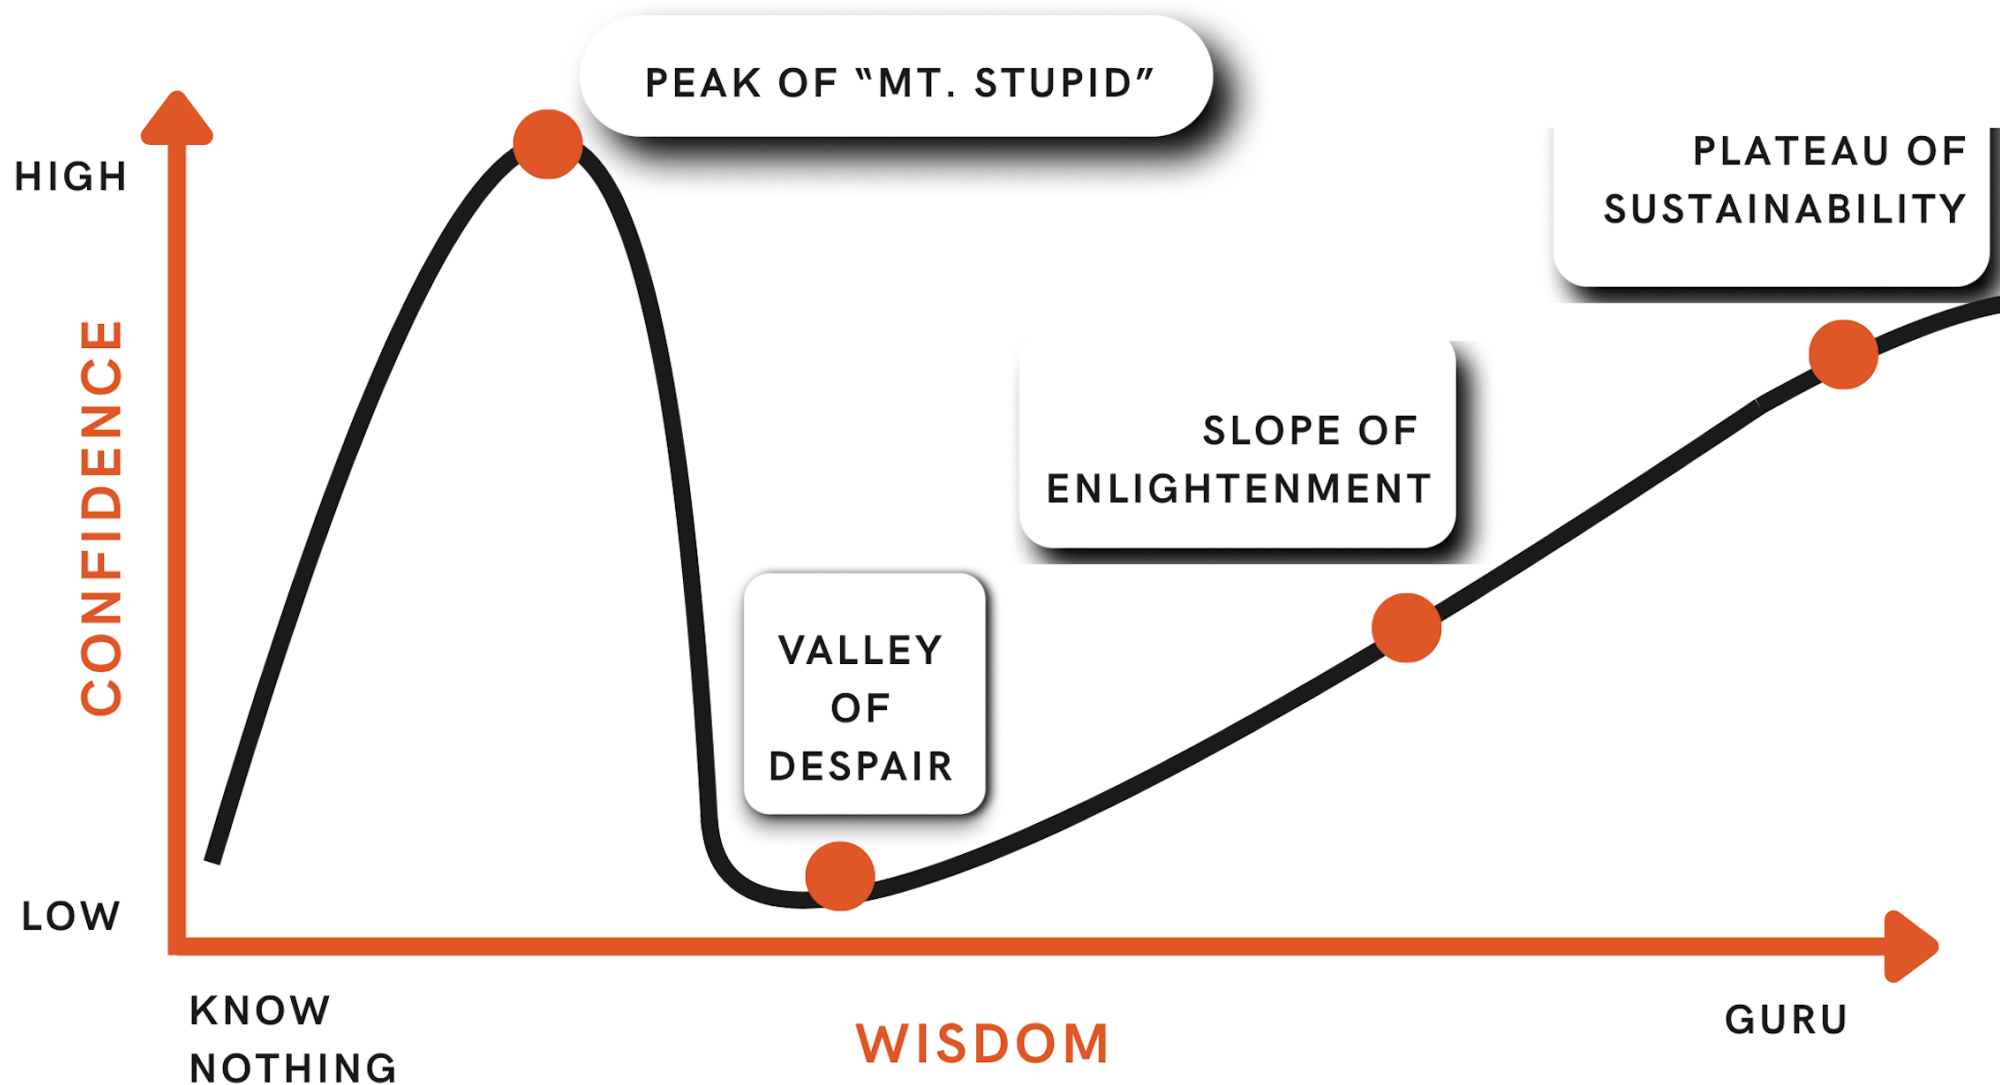 PEAK OF “MT. STUPID”
PLATEAU OF
SUSTAINABILITY
HIGH
CONFIDENCE
SLOPE OF
ENLIGHTENMENT
VALLEY
OF
DESPAIR
LOW
KNOW
NOTHING
WISDOM
GURU